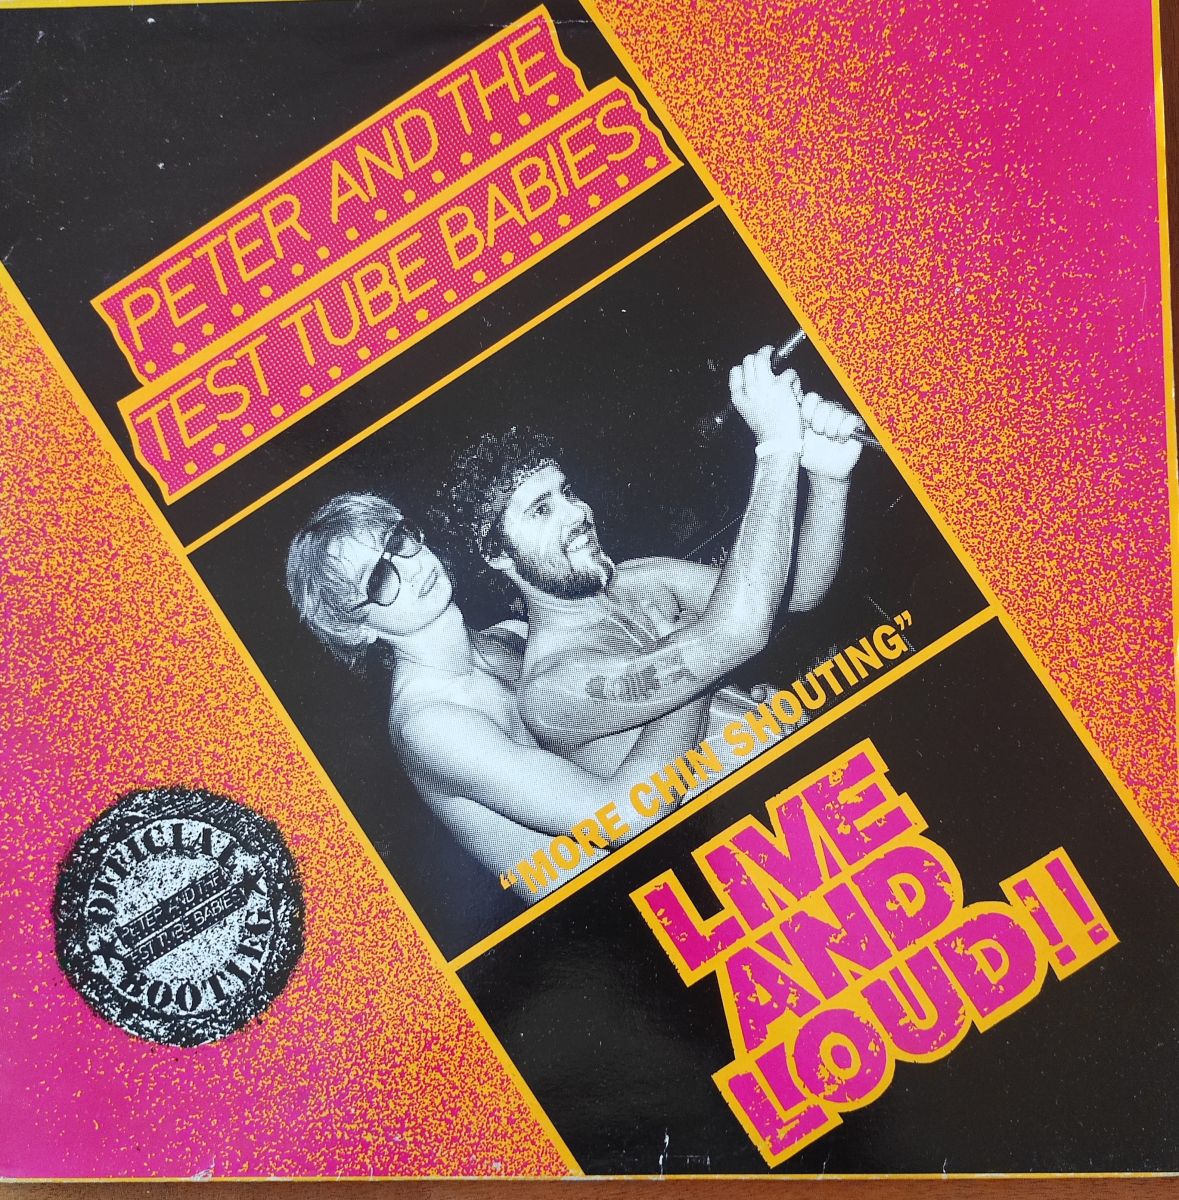 PETER AND THE
TEST TUBE BABIES
"MORE CHIN SHOUTING"
LIVE
AND
LOUD!!
OFFICIAL
PETER AND THE
TEST TUBE BABIES
BOOTLEG